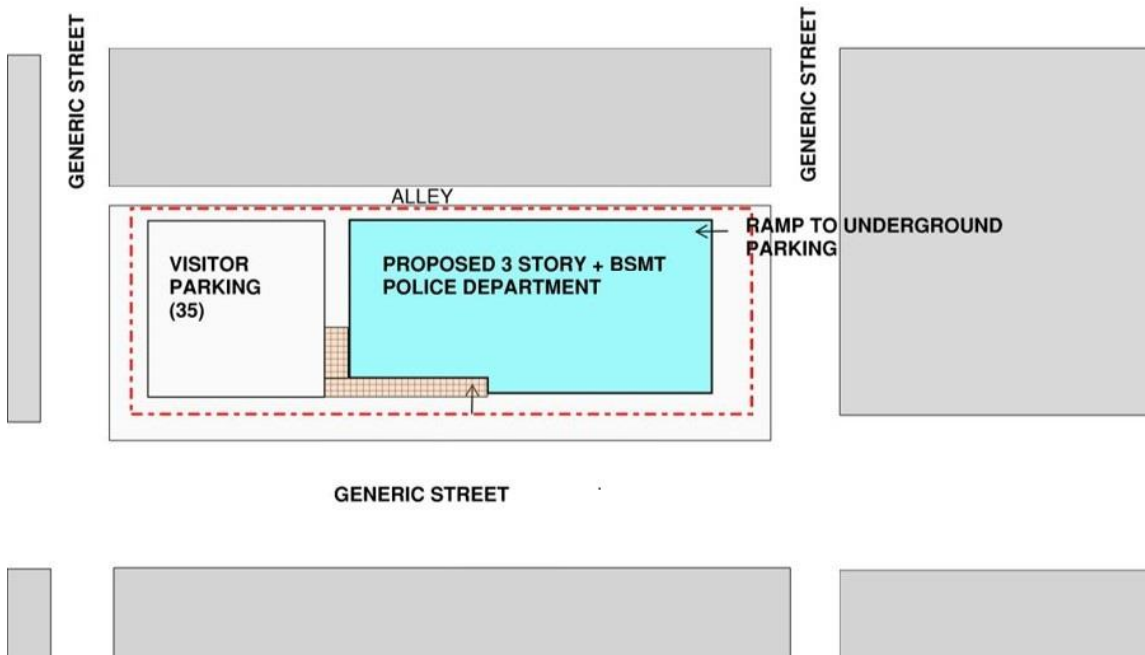 GENERIC STREET
GENERIC STREET
ALLEY
RAMP TO UNDERGROUND
PARKING
VISITOR
PARKING
(35)
PROPOSED 3 STORY + BSMT
POLICE DEPARTMENT
GENERIC STREET